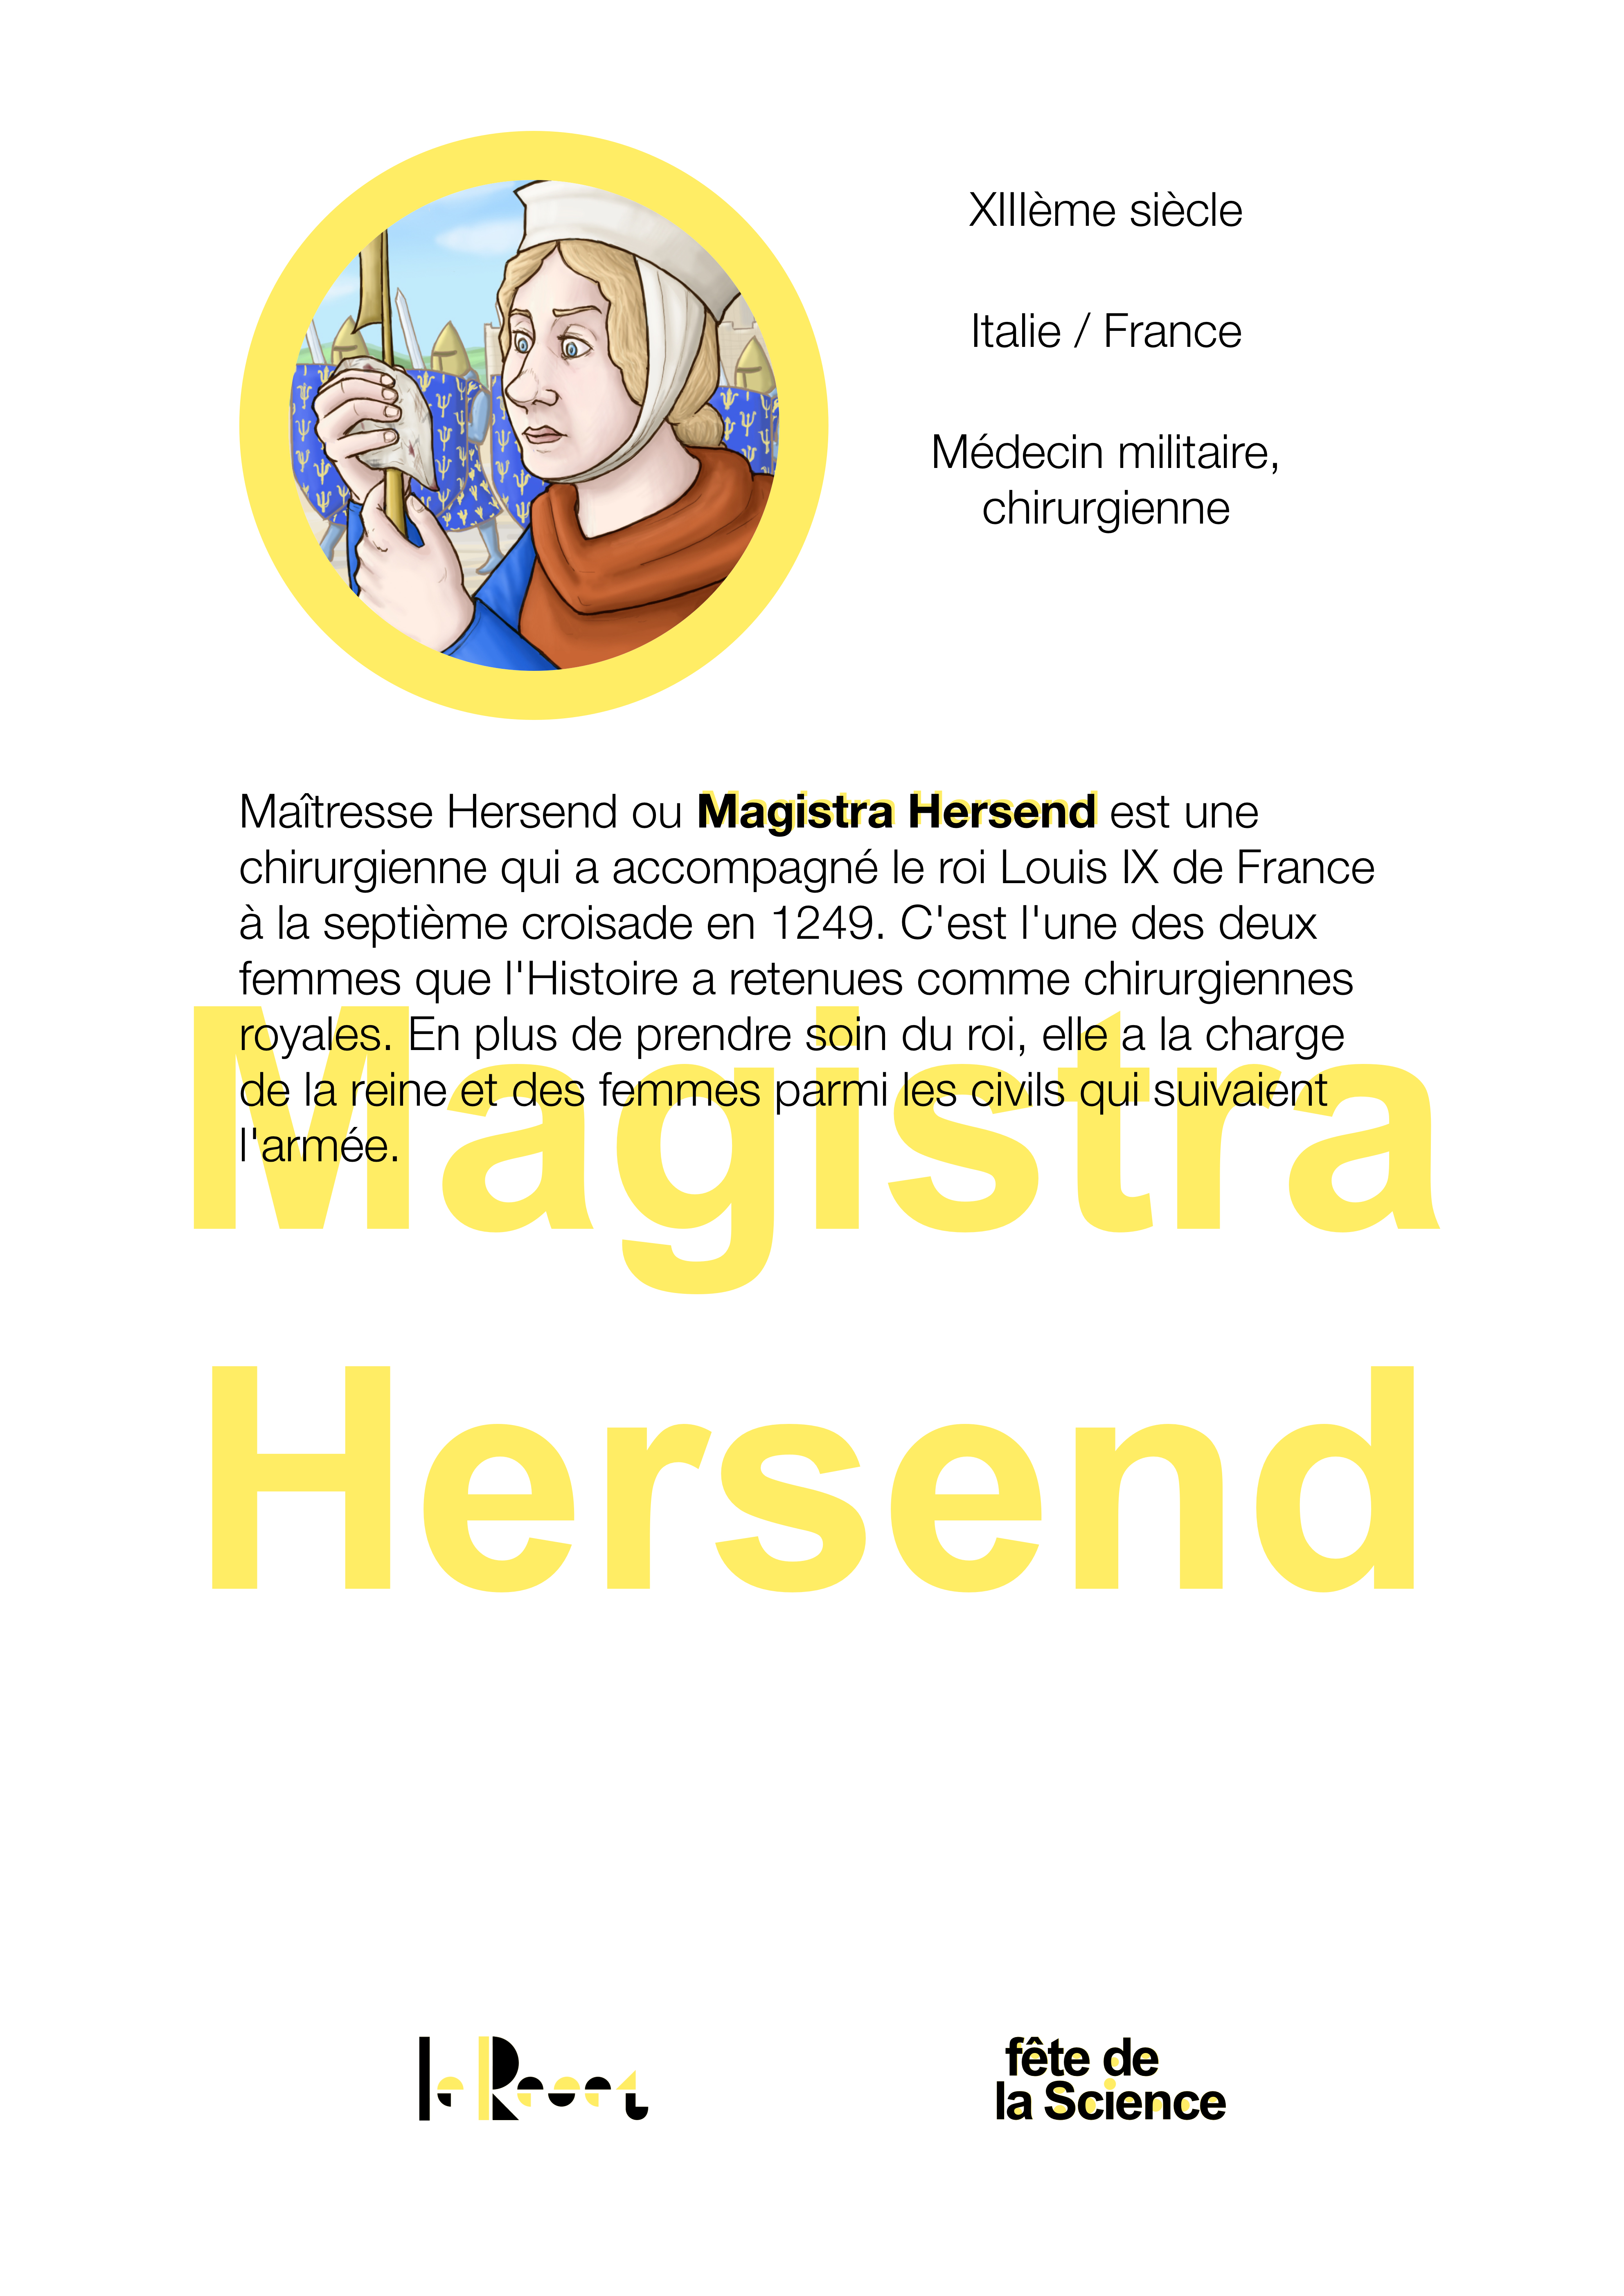 XIIIème siècle
Italie / France
Médecin militaire,
chirurgienne
Maîtresse Hersend ou Magistra Hersend est une
chirurgienne qui a accompagné le roi Louis IX de France
à la septième croisade en 1249. C'est l'une des deux
femmes que l'Histoire a retenues comme chirurgiennes
royales. En plus de prendre soin du roi, elle a la charge
de la reine et des femmes parmi les civils qui suivaient
l'armée.
Magistra
Hersend
le Reset
fête de
la Science